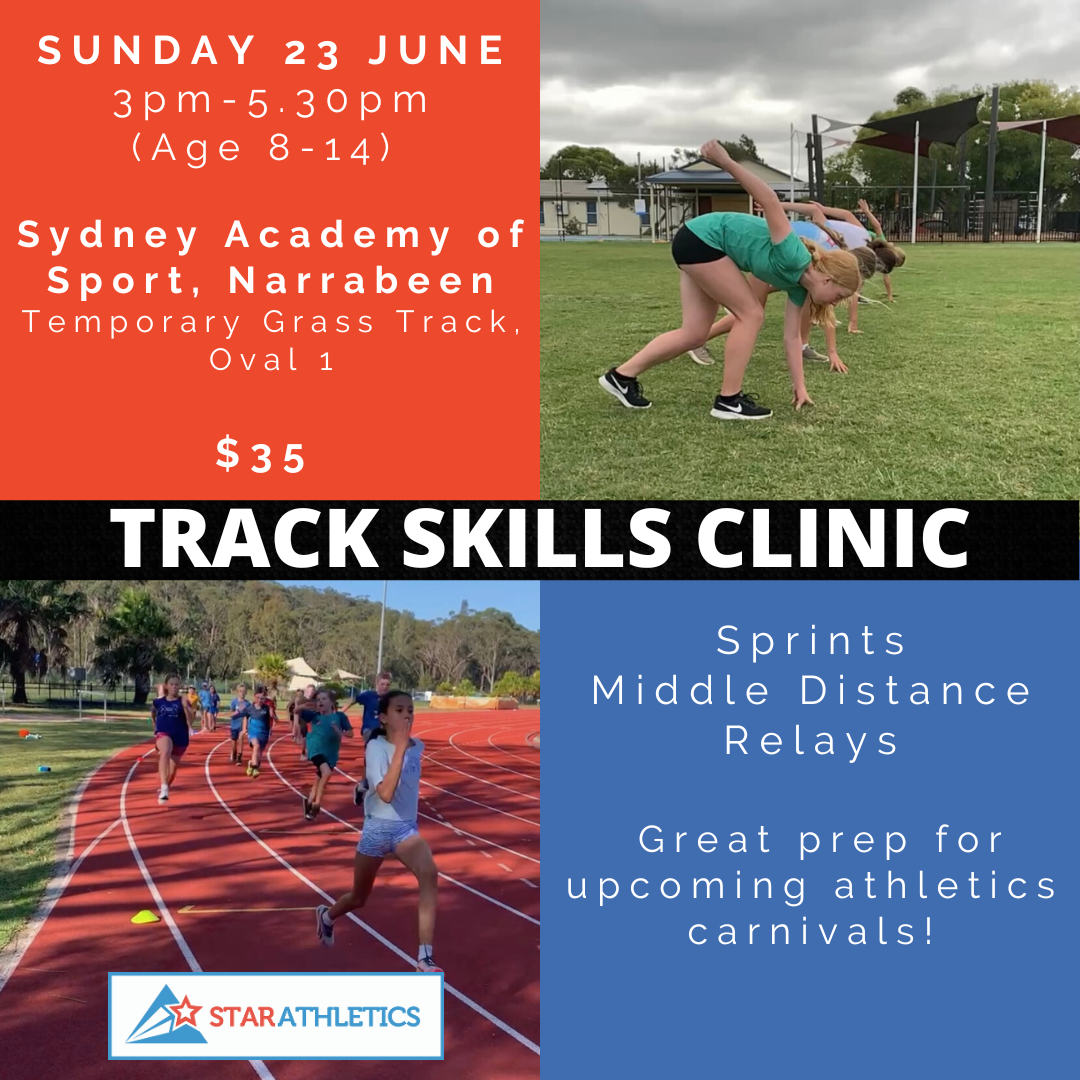 SUNDAY 23 JUNE
3pm-5.30pm
(Age 8-14)
Sydney Academy of
Sport, Narrabeen
Temporary Grass Track,
Oval 1
$35
TRACK SKILLS CLINIC
Sprints
Middle Distance
Relays
Great prep for
upcoming athletics
carnivals!
STARATHLETICS